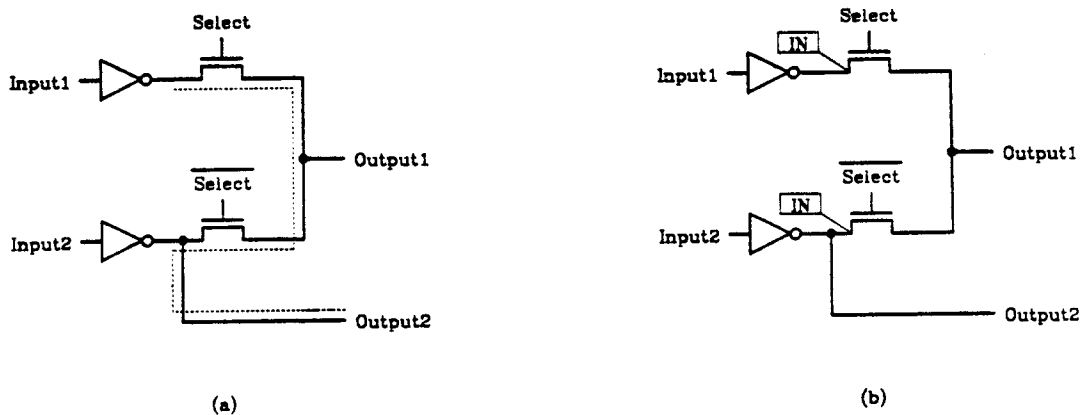 Select
Input1
Output1
Select
Input2
Output2
(a)
Select
IN
Input1
Output1
Select
IN
Input2
Output2
(b)